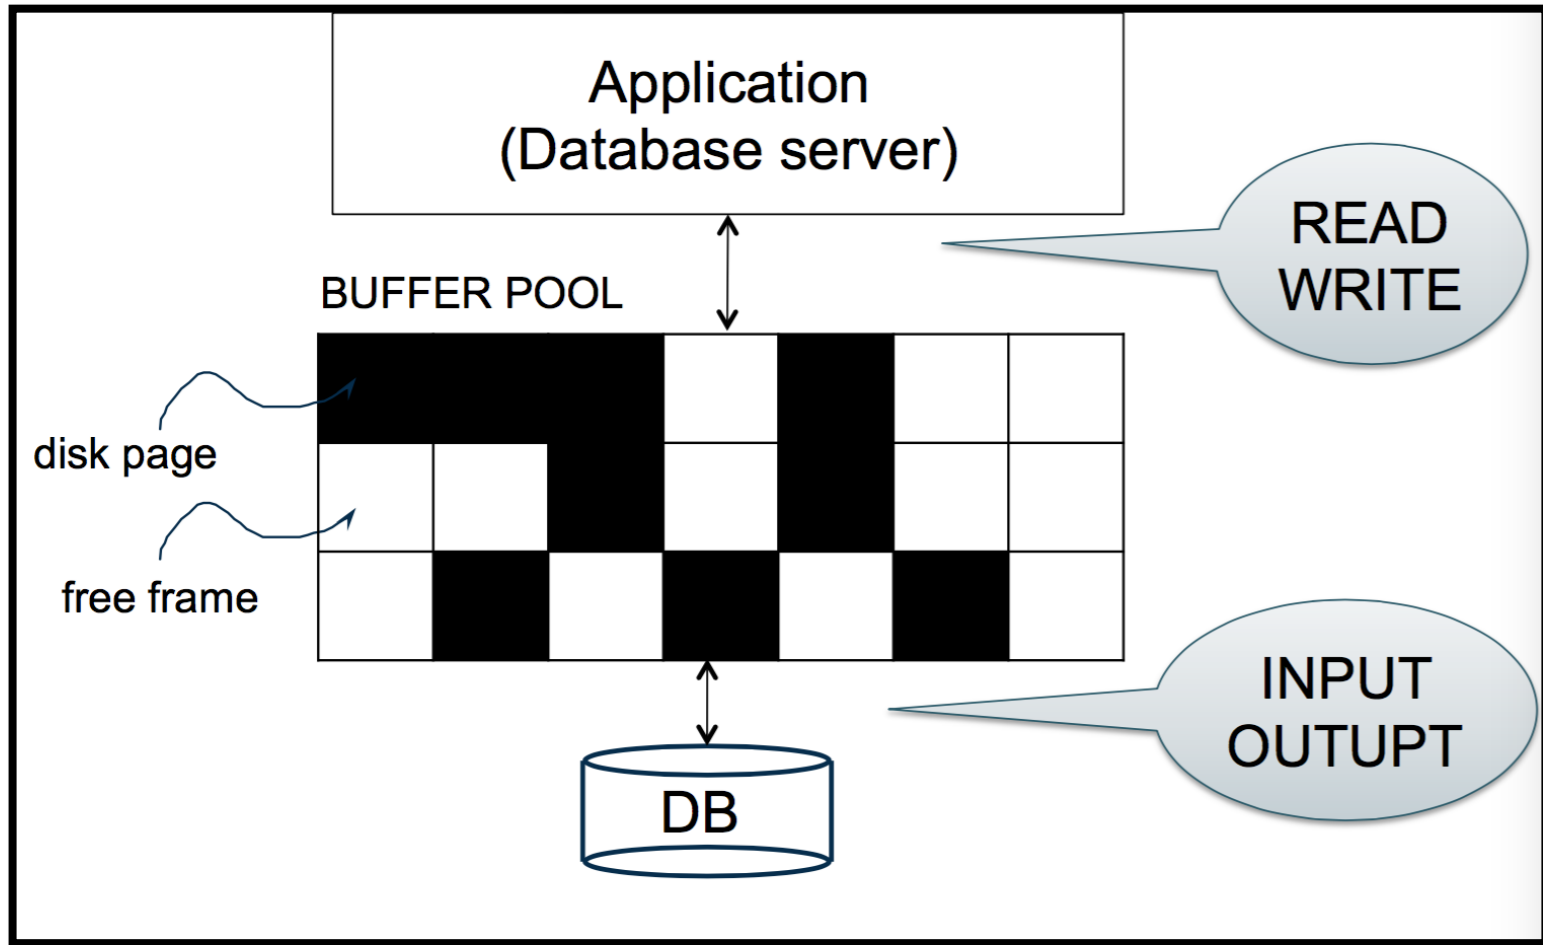 Application
(Database server)
READ
WRITE
BUFFER POOL
disk page
free frame
INPUT
OUTUPT
DB